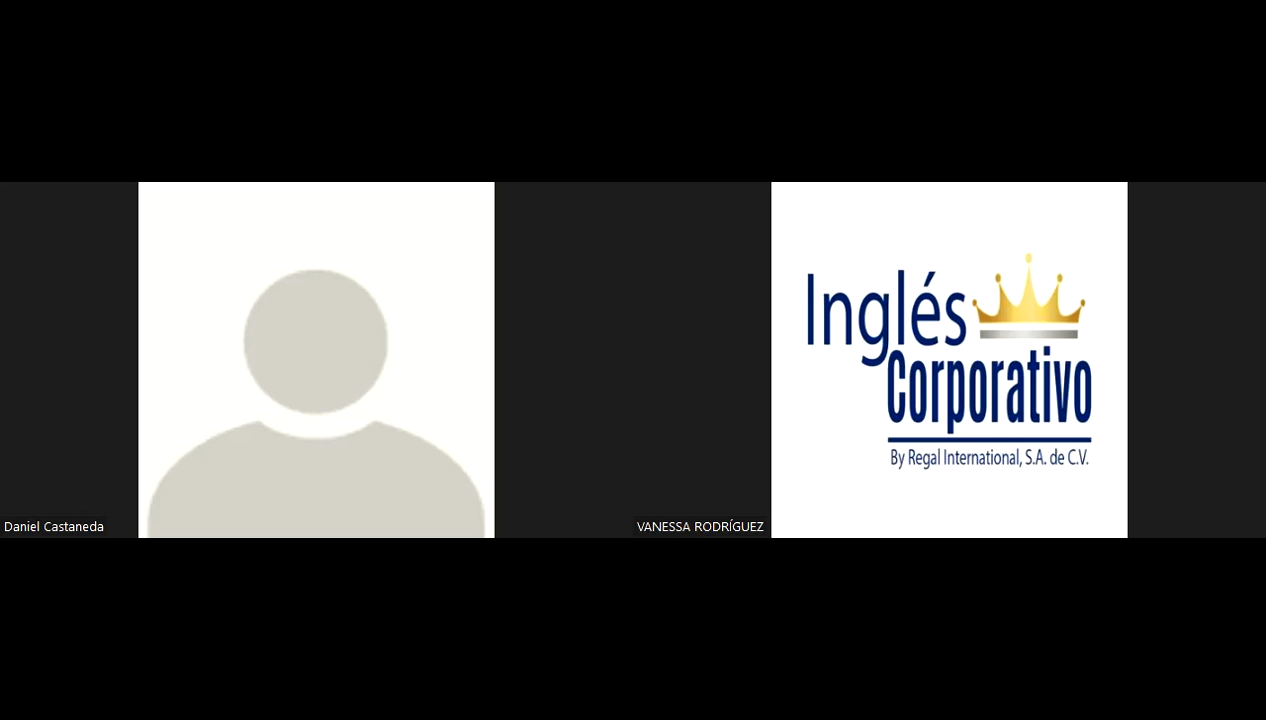 Inglés
Corporativo
By Regal International, S.A. de C.V.
Daniel Castaneda
VANESSA RODRÍGUEZ